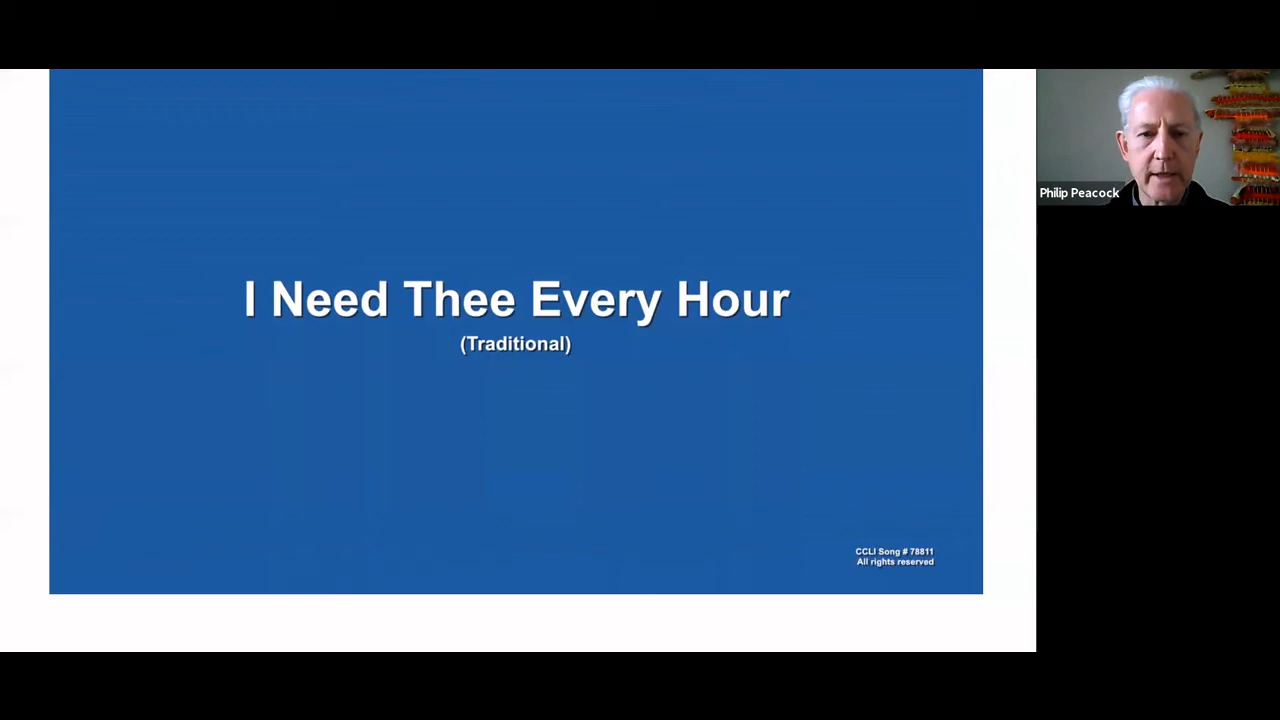 I Need Thee Every Hour
(Traditional)
CCLI Song # 78811
All rights reserved
Philip Peacock